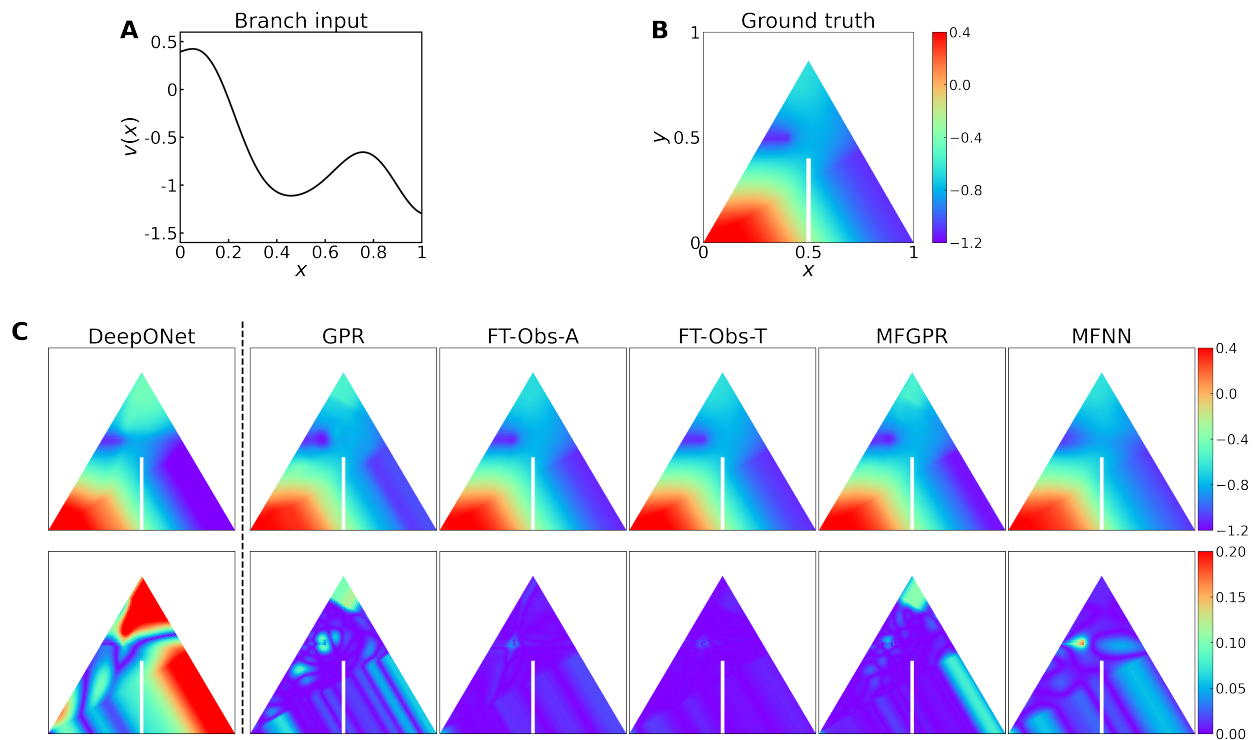 A
Branch input
0.5
0
-0.5
-1
-1.5
v(x)
0
0.2
0.4
0.6
0.8
1
x
B
Ground truth
1
0.5
0
y
0
0.5
1
x
0.4
0.0
−0.4
−0.8
−1.2
C
DeepONet
GPR
FT-Obs-A
FT-Obs-T
MFGPR
MFNN
0.4
0.0
−0.4
−0.8
−1.2
0.20
0.15
0.10
0.05
0.00